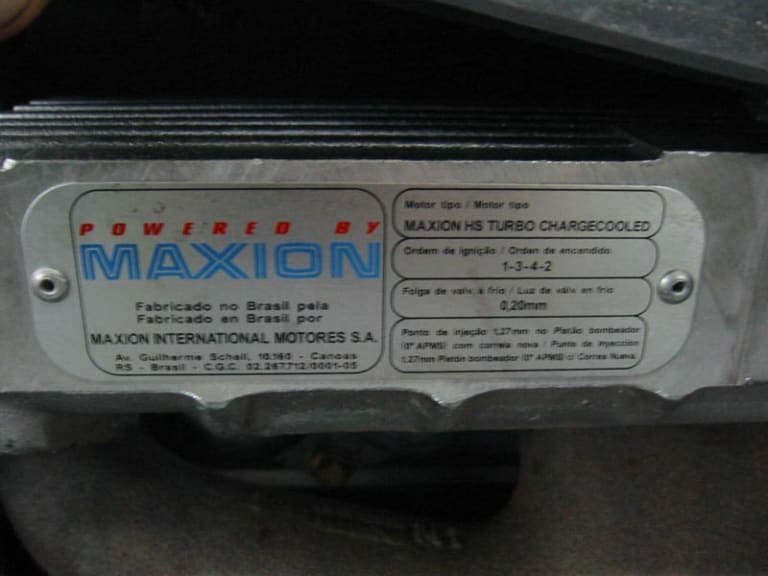 POWERED BY
MAXION
Fabricado no Brasil pela
Fabricado en Brasil por
MAXION INTERNATIONAL MOTORES S.A.
Av. Guilherme Schell, 10.160 - Canoas
RS - Brasil - C.G.C. 02.267.712/0001-05
Motor tipo / Motor tipo
MAXION HS TURBO CHARGECOOLED
Ordem de ignição / Orden de encendido
1-3-4-2
Folga de valv. à frio / Luz de válv. en frio
0,20mm
Ponto de injeção 1,27mm no Pistão bombeador
(0° APMS) com correia nova / Punto de inyección
1,27mm Pistón bombeador (0° APMS) c/ Correa Nueva.